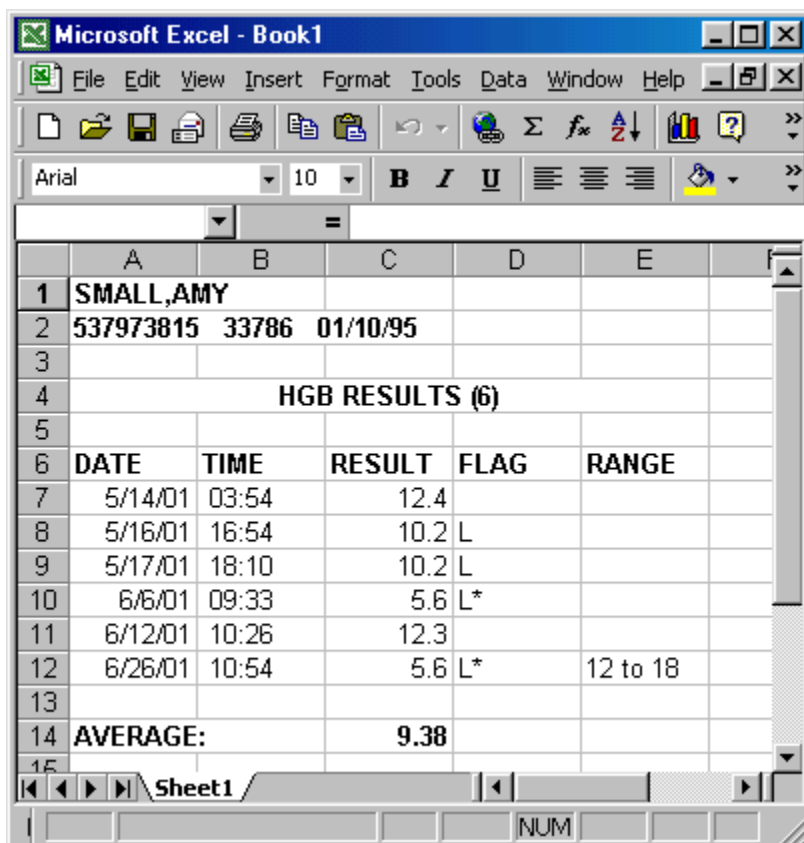 Microsoft Excel - Book1
File Edit View Insert Format Tools Data Window Help
Arial 10 B I U
=
A B C D E F
1 SMALL,AMY
2 537973815 33786 01/10/95
3
4 HGB RESULTS (6)
5
6 DATE TIME RESULT FLAG RANGE
7 5/14/01 03:54 12.4
8 5/16/01 16:54 10.2 L
9 5/17/01 18:10 10.2 L
10 6/6/01 09:33 5.6 L*
11 6/12/01 10:26 12.3
12 6/26/01 10:54 5.6 L* 12 to 18
13
14 AVERAGE: 9.38
15
Sheet1
NUM